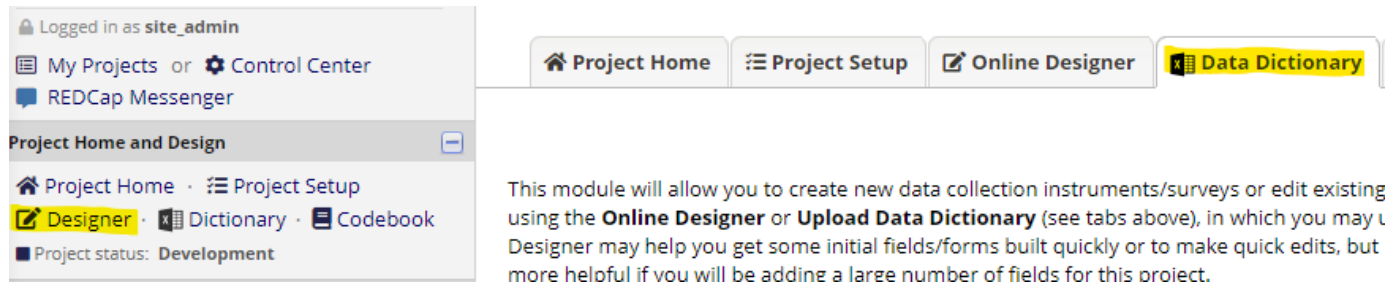 Logged in as site_admin
My Projects or Control Center
REDCap Messenger
Project Home and Design
Project Home · Project Setup
Designer · Dictionary · Codebook
Project status: Development
Project Home Project Setup Online Designer Data Dictionary
This module will allow you to create new data collection instruments/surveys or edit existing
using the Online Designer or Upload Data Dictionary (see tabs above), in which you may u
Designer may help you get some initial fields/forms built quickly or to make quick edits, but
more helpful if you will be adding a large number of fields for this project.